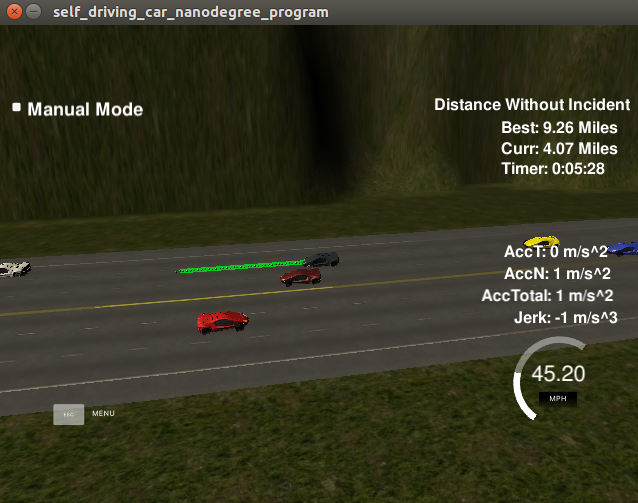 self_driving_car_nanodegree_program
Manual Mode
Distance Without Incident
Best: 9.26 Miles
Curr: 4.07 Miles
Timer: 0:05:28
AccT: 0 m/s^2
AccN: 1 m/s^2
AccTotal: 1 m/s^2
Jerk: -1 m/s^3
45.20
MPH
ESC
MENU